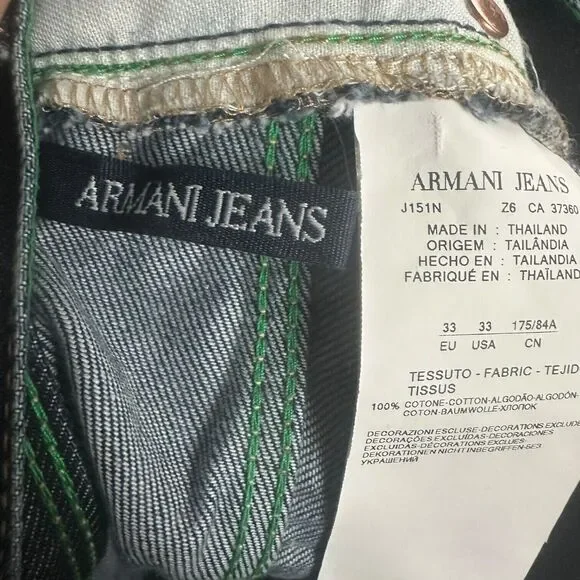 ARMANI JEANS
ARMANI JEANS
J151N Z6 CA 37360
MADE IN : THAILAND
ORIGEM : TAILÂNDIA
HECHO EN : TAILANDIA
FABRIQUÉ EN : THAÏLAND
33 33 175/84A
EU USA CN
TESSUTO - FABRIC - TEJID
TISSUS
100% COTONE-COTTON-ALGODÃO-ALGODÓN-
COTON-BAUMWOLLE-ХЛОПОК
DECORAZIONI ESCLUSE-DECORATIONS EXCLUDE
DECORAÇÕES EXCLUÍDAS-DECORACIONES
EXCLUIDAS-DÉCORATIONS EXCLUES-
DEKORATIONEN NICHT INBEGRIFFEN-БЕЗ
УКРАШЕНИЙ